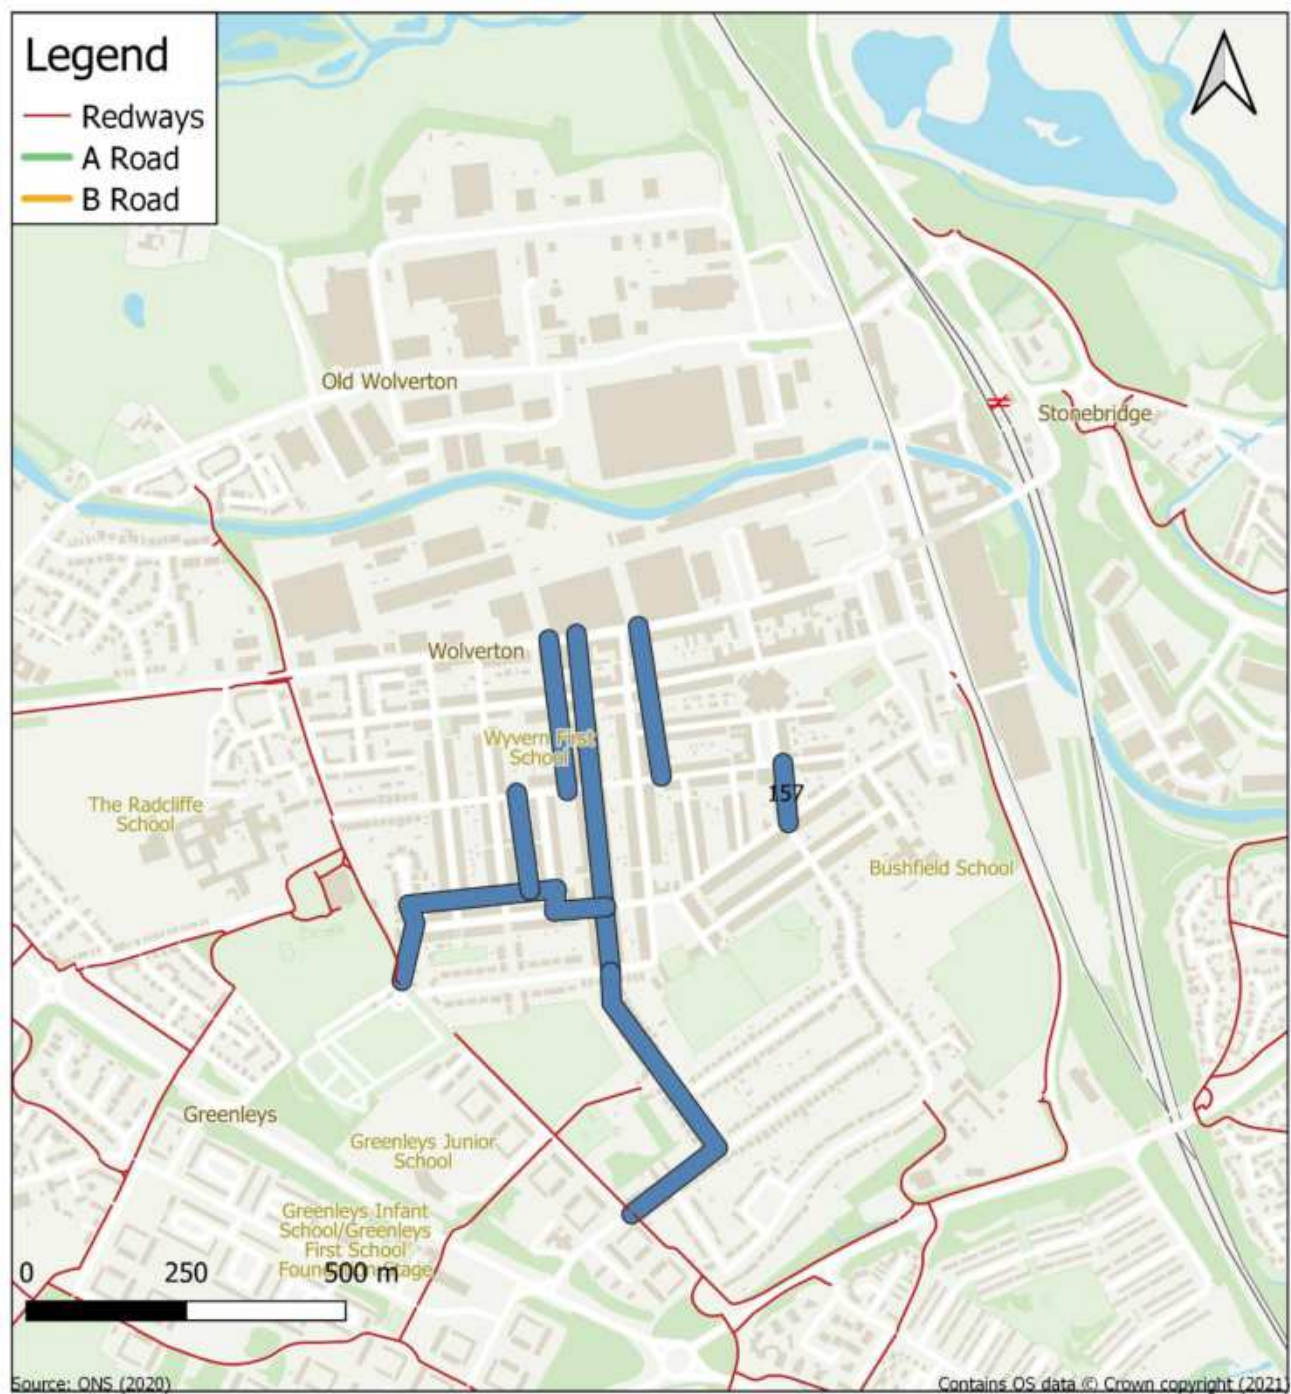 Legend
Redways
A Road
B Road
Old Wolverton
Stonebridge
Wolverton
Wyvern First
School
157
The Radcliffe
School
Bushfield School
Greenleys
Greenleys Junior
School
Greenleys Infant
School/Greenleys
First School
Foundation Stage
0 250 500 m
Source: ONS (2020)
Contains OS data © Crown copyright (2021)